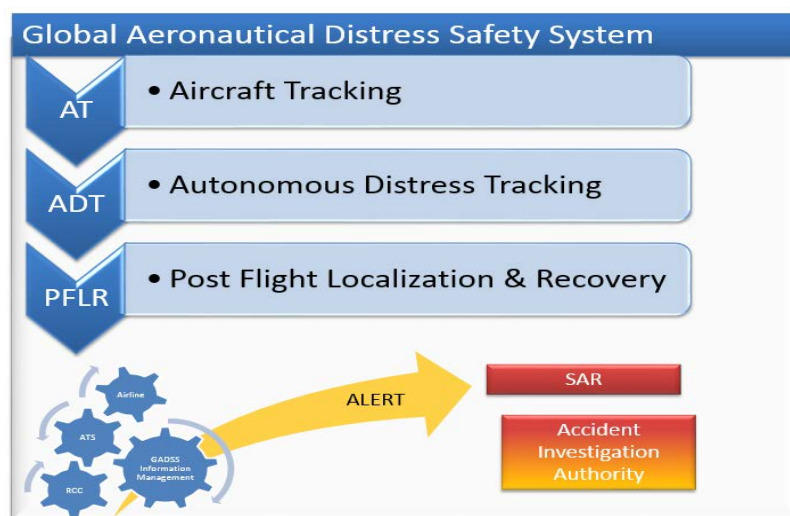 Global Aeronautical Distress Safety System
AT
• Aircraft Tracking
ADT
• Autonomous Distress Tracking
PFLR
• Post Flight Localization & Recovery
Airline
ATS
GADSS
Information
Management
RCC
ALERT
SAR
Accident
Investigation
Authority